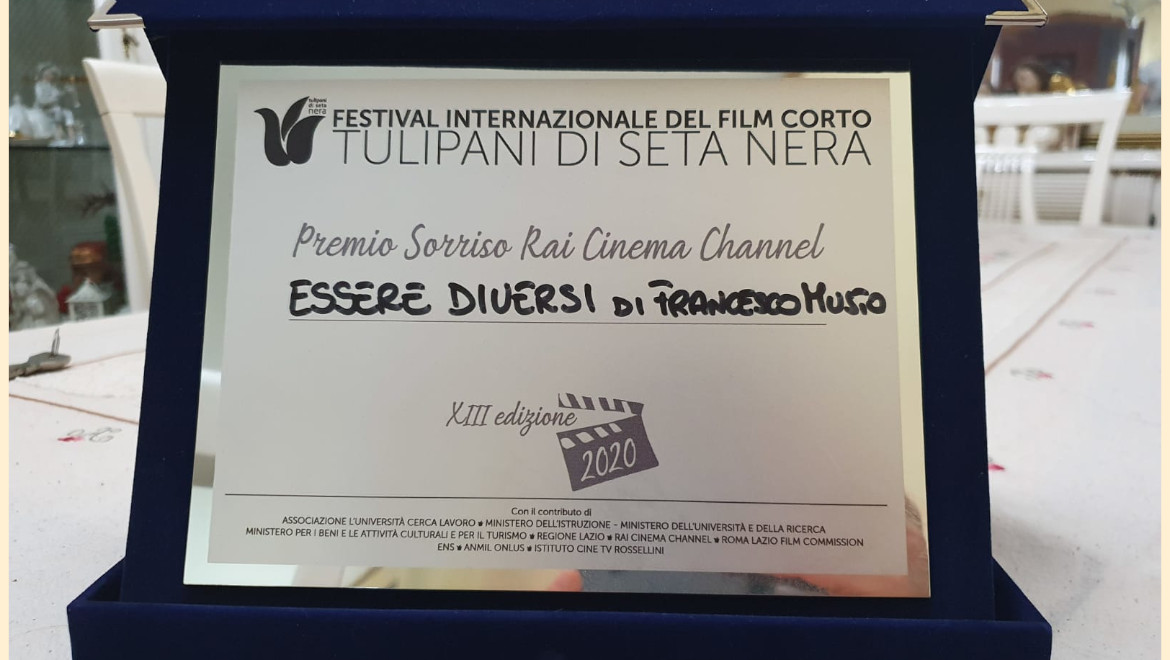 tulipani
di seta
nera
FESTIVAL INTERNAZIONALE DEL FILM CORTO
TULIPANI DI SETA NERA
Premio Sorriso Rai Cinema Channel
ESSERE DIVERSI DI FRANCESCO MUSTO
XIII edizione
2020
Con il contributo di
ASSOCIAZIONE L'UNIVERSITÀ CERCA LAVORO MINISTERO DELL'ISTRUZIONE - MINISTERO DELL'UNIVERSITÀ E DELLA RICERCA
MINISTERO PER I BENI E LE ATTIVITÀ CULTURALI E PER IL TURISMO REGIONE LAZIO RAI CINEMA CHANNEL ROMA LAZIO FILM COMMISSION
ENS ANMIL ONLUS ISTITUTO CINE TV ROSSELLINI